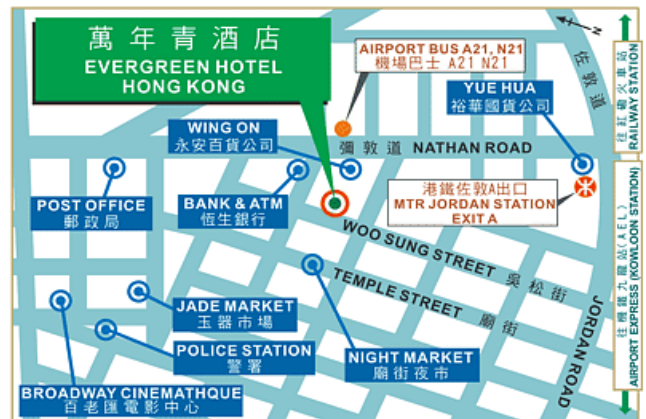 萬年青酒店
EVERGREEN HOTEL
HONG KONG
N
佐敦道
往紅磡火車站
RAILWAY STATION
AIRPORT BUS A21, N21
機場巴士 A21 N21
YUE HUA
裕華國貨公司
WING ON
永安百貨公司
彌敦道 NATHAN ROAD
POST OFFICE
郵政局
BANK & ATM
恆生銀行
港鐵佐敦A出口
MTR JORDAN STATION
EXIT A
WOO SUNG STREET 吳松街
TEMPLE STREET 廟街
JORDAN ROAD
往機鐵九龍站(AEL)
AIRPORT EXPRESS (KOWLOON STATION)
JADE MARKET
玉器市場
POLICE STATION
警署
NIGHT MARKET
廟街夜市
BROADWAY CINEMATHQUE
百老匯電影中心